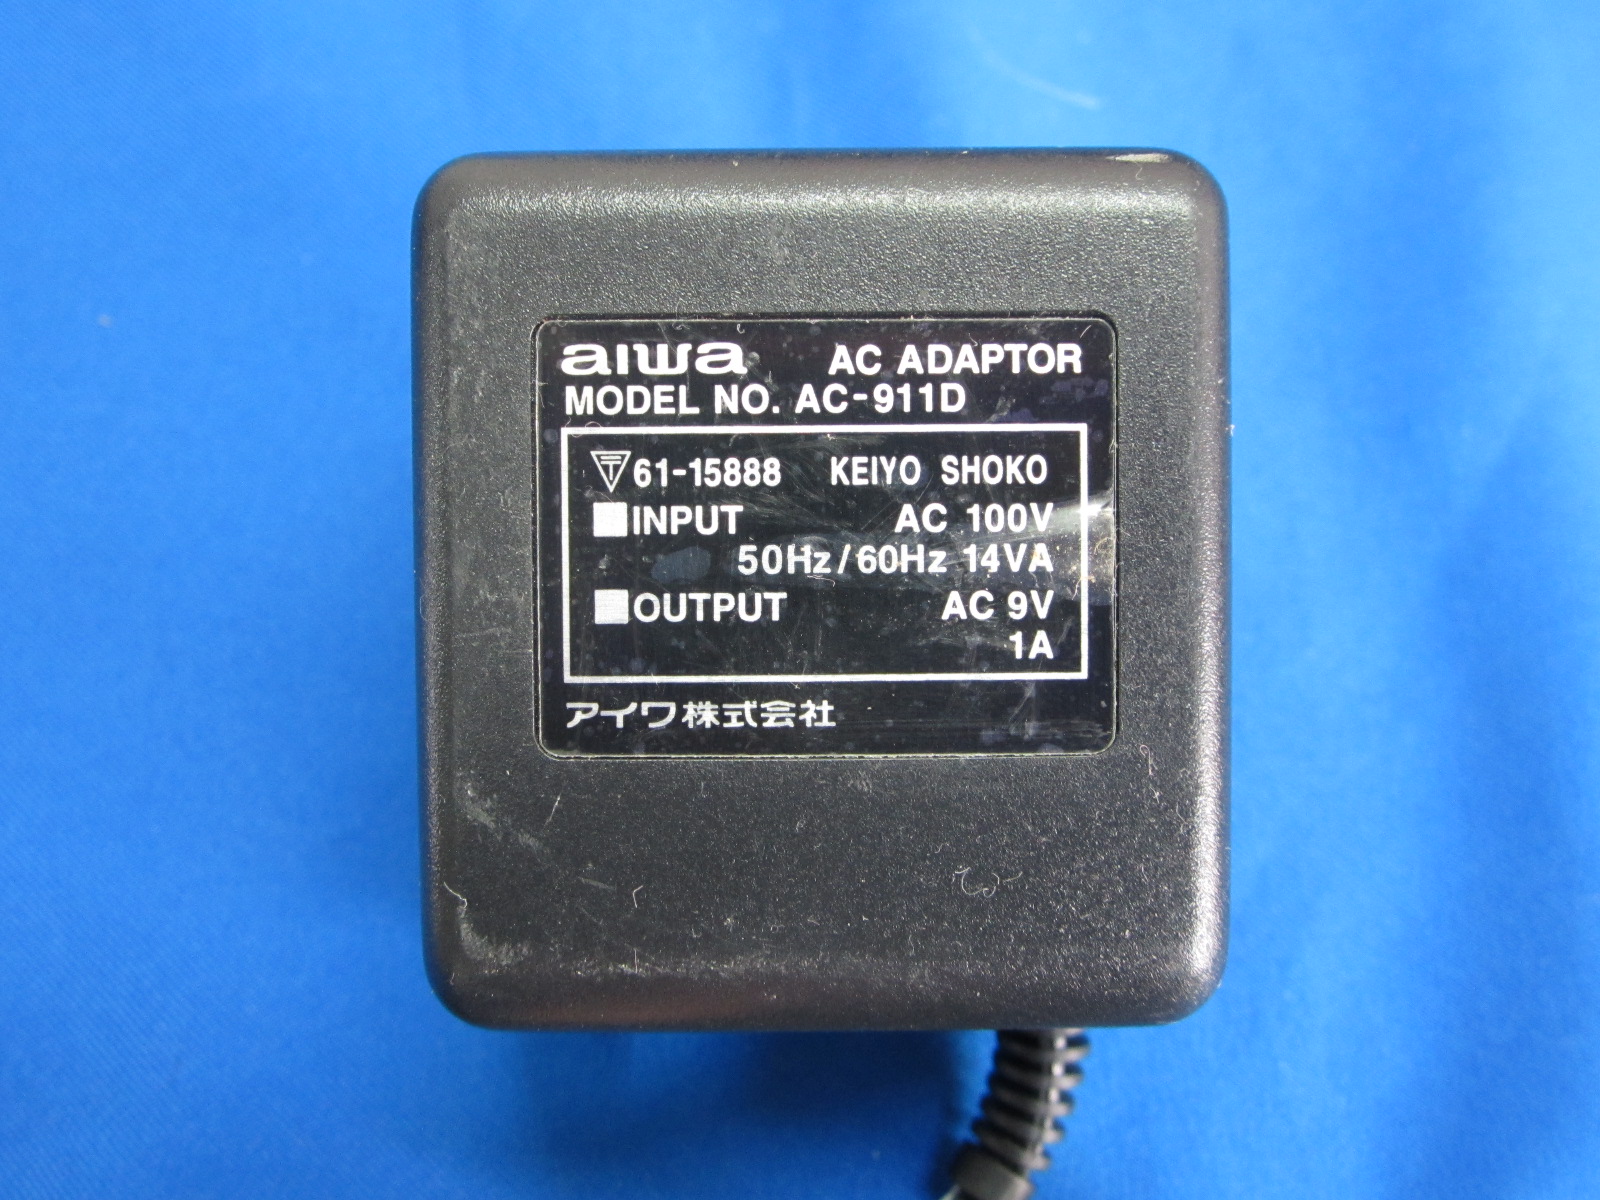 aiwa AC ADAPTOR
MODEL NO. AC-911D
〒61-15888 KEIYO SHOKO
■INPUT AC 100V
50Hz/60Hz 14VA
■OUTPUT AC 9V
1A
アイワ株式会社